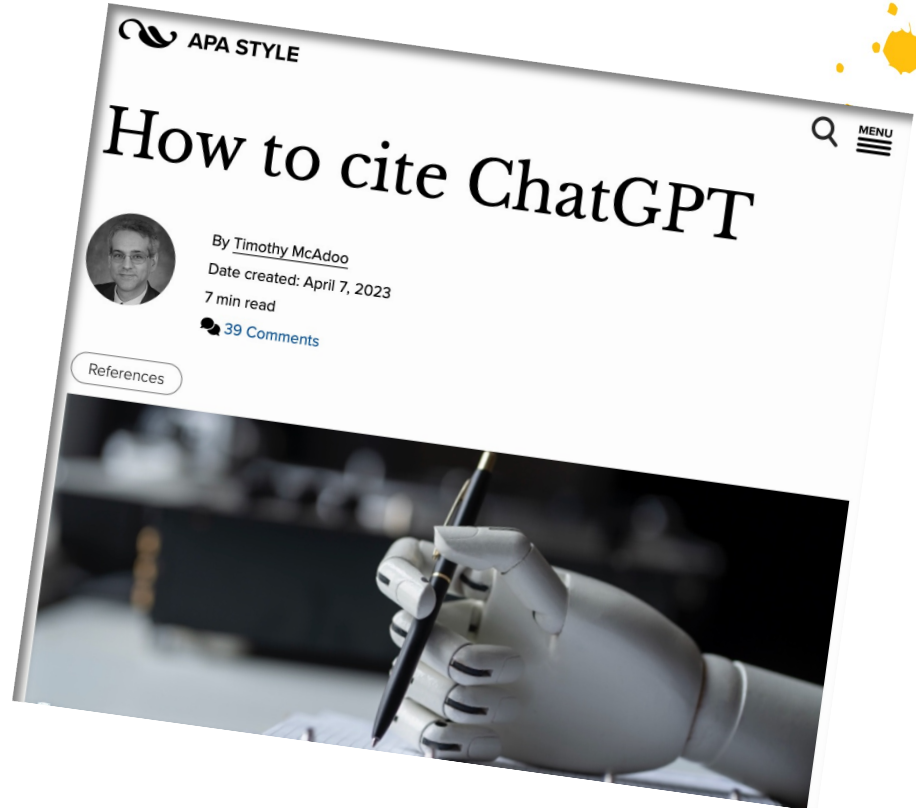 APA STYLE
MENU
How to cite ChatGPT
By Timothy McAdoo
Date created: April 7, 2023
7 min read
39 Comments
References